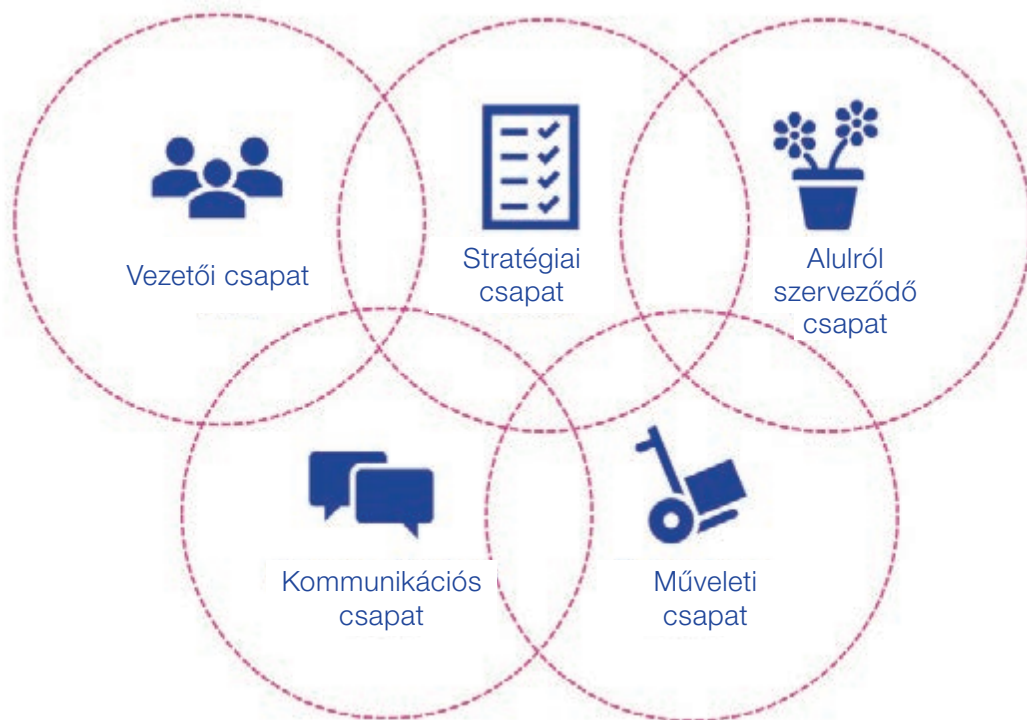 Vezetői csapat
Stratégiai
csapat
Alulról
szerveződő
csapat
Kommunikációs
csapat
Műveleti
csapat